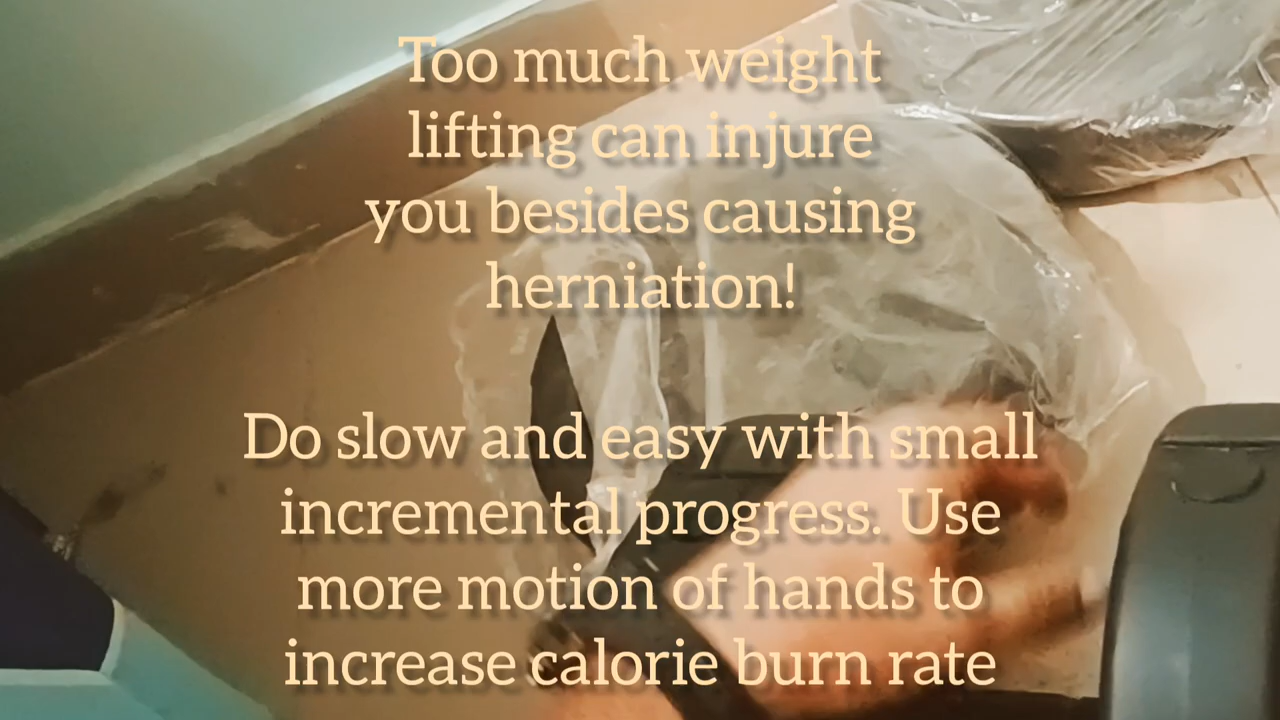 Too much weight
lifting can injure
you besides causing
herniation!
Do slow and easy with small
incremental progress. Use
more motion of hands to
increase calorie burn rate